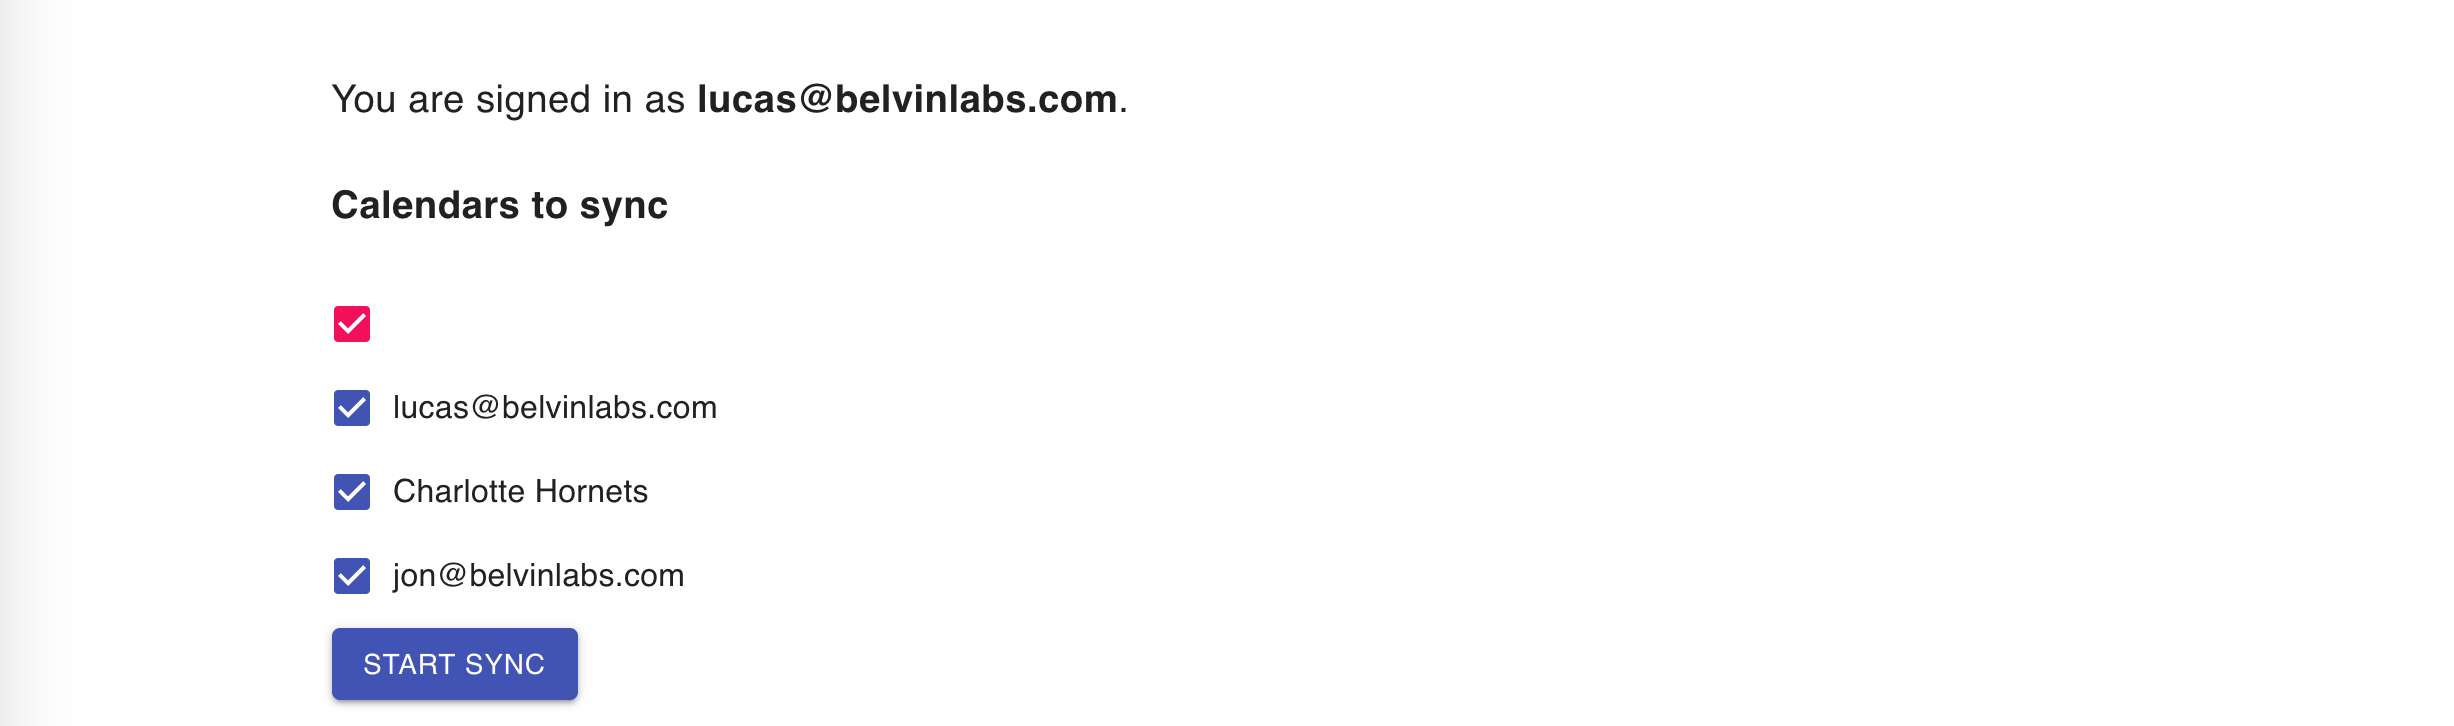 You are signed in as lucas@belvinlabs.com.
Calendars to sync
lucas@belvinlabs.com
Charlotte Hornets
jon@belvinlabs.com
START SYNC